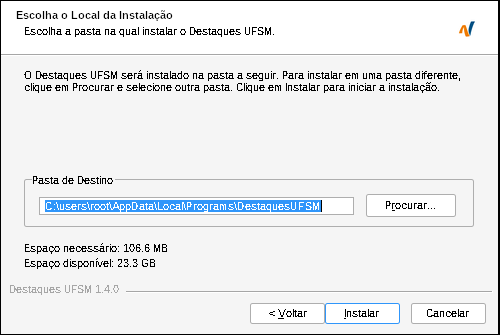 Escolha o Local da Instalação
Escolha a pasta na qual instalar o Destaques UFSM.
O Destaques UFSM será instalado na pasta a seguir. Para instalar em uma pasta diferente,
clique em Procurar e selecione outra pasta. Clique em Instalar para iniciar a instalação.
Pasta de Destino
C:\users\root\AppData\Local\Programs\DestaquesUFSM
Procurar...
Espaço necessário: 106.6 MB
Espaço disponível: 23.3 GB
Destaques UFSM 1.4.0
< Voltar
Instalar
Cancelar